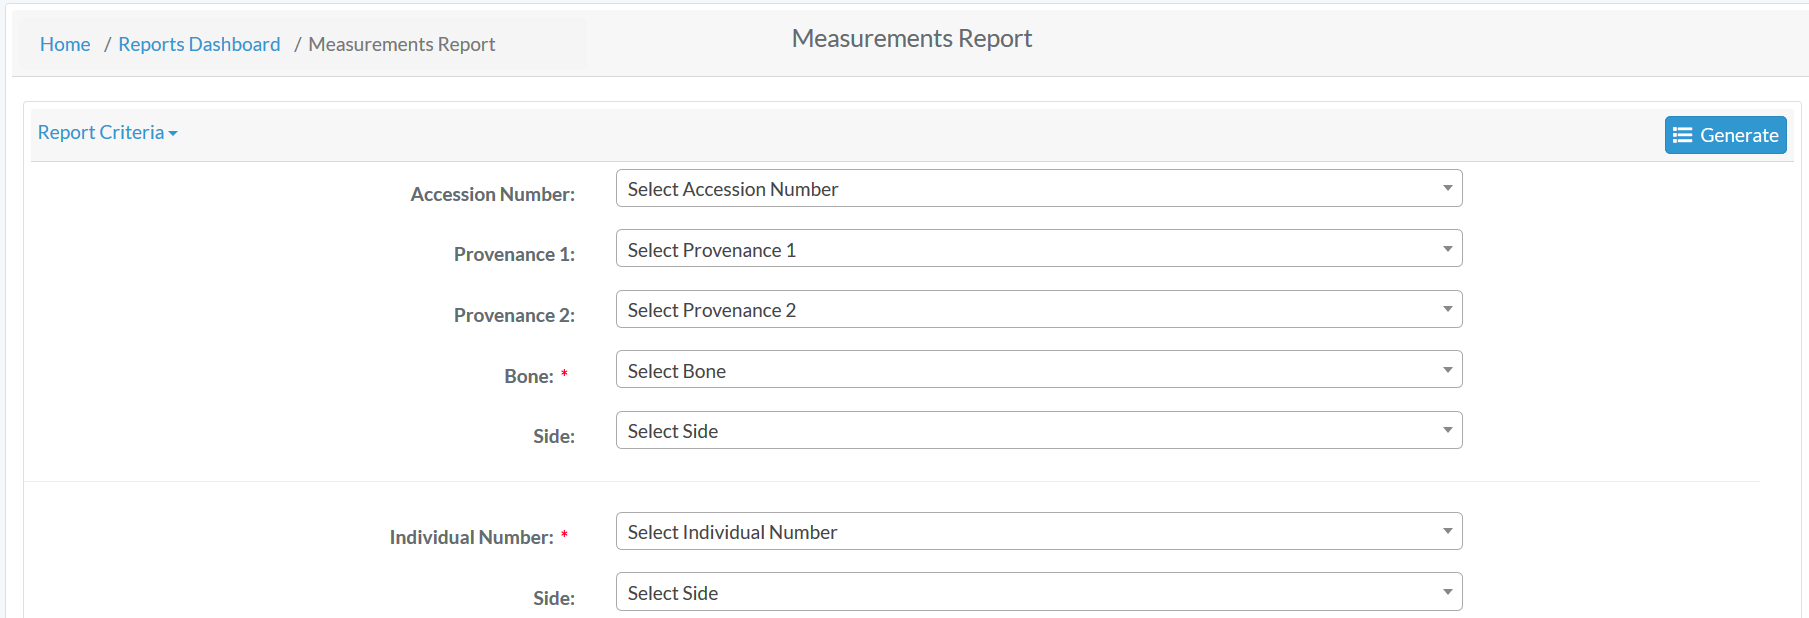 Home / Reports Dashboard / Measurements Report
Measurements Report
Report Criteria
Generate
Accession Number: Select Accession Number
Provenance 1: Select Provenance 1
Provenance 2: Select Provenance 2
Bone: * Select Bone
Side: Select Side
Individual Number: * Select Individual Number
Side: Select Side